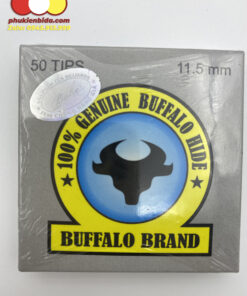 phukienbida.com
50 TIPS
11.5 mm
★ 100% GENUINE BUFFALO HIDE ★
BUFFALO BRAND